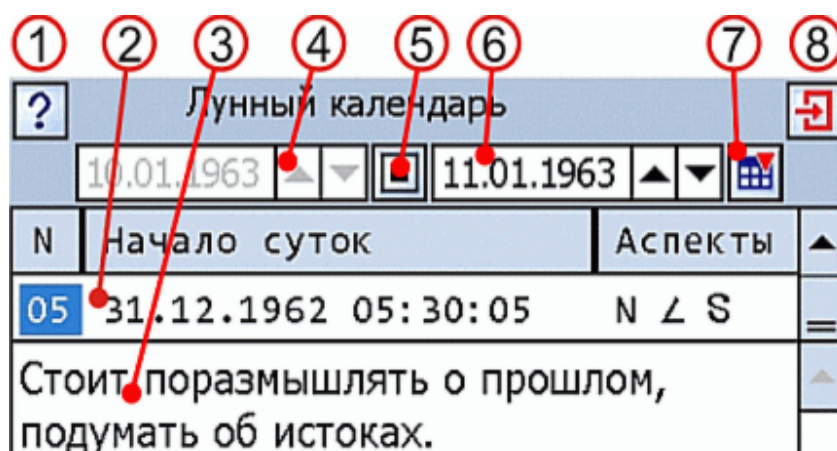 1 2 3 4 5 6 7 8
? Лунный календарь
10.01.1963 11.01.1963
N Начало суток Аспекты
05 31.12.1962 05:30:05 N ∠ S
Стоит поразмышлять о прошлом,
подумать об истоках.